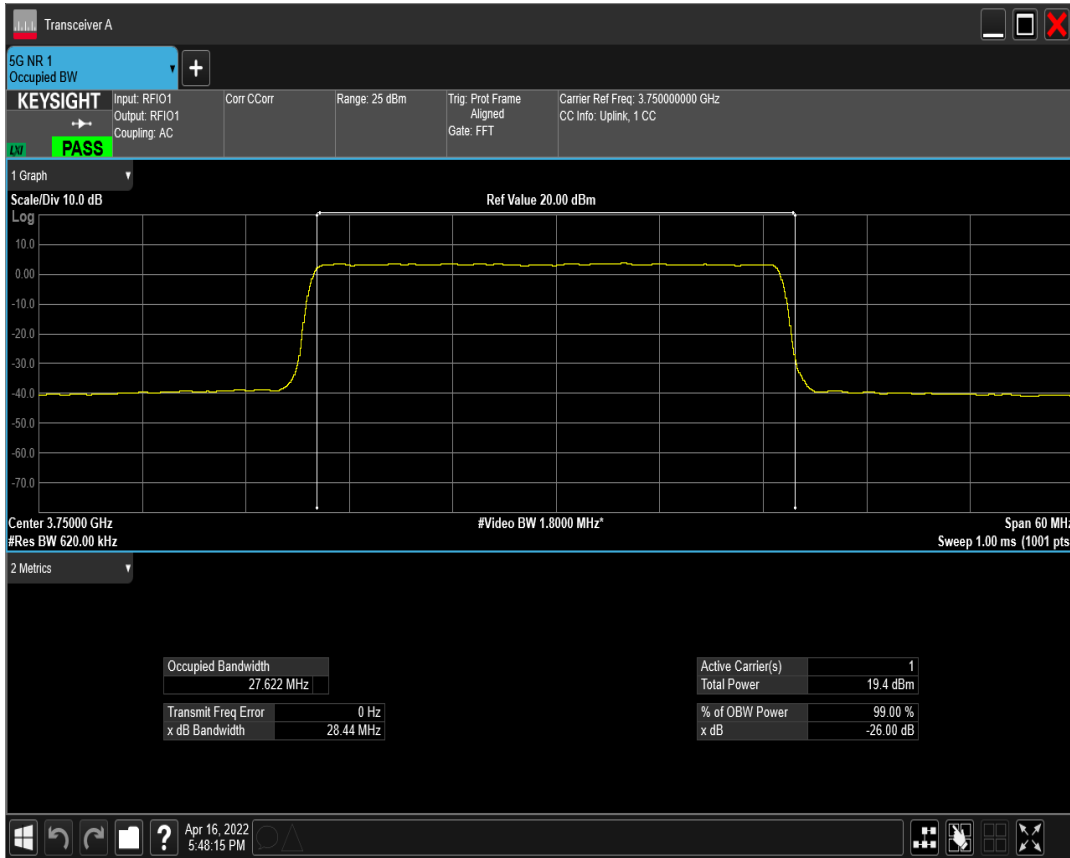 Transceiver A
5G NR 1
Occupied BW
+
KEYSIGHT
LXI
PASS
Input: RFIO1
Output: RFIO1
Coupling: AC
Corr CCorr
Range: 25 dBm
Trig: Prot Frame
Aligned
Gate: FFT
Carrier Ref Freq: 3.750000000 GHz
CC Info: Uplink, 1 CC
1 Graph
Scale/Div 10.0 dB
Ref Value 20.00 dBm
Log
10.0
0.00
-10.0
-20.0
-30.0
-40.0
-50.0
-60.0
-70.0
Center 3.75000 GHz
#Video BW 1.8000 MHz*
Span 60 MHz
#Res BW 620.00 kHz
Sweep 1.00 ms (1001 pts
2 Metrics
Occupied Bandwidth
27.622 MHz
Transmit Freq Error 0 Hz
x dB Bandwidth 28.44 MHz
Active Carrier(s) 1
Total Power 19.4 dBm
% of OBW Power 99.00 %
x dB -26.00 dB
?
Apr 16, 2022
5:48:15 PM